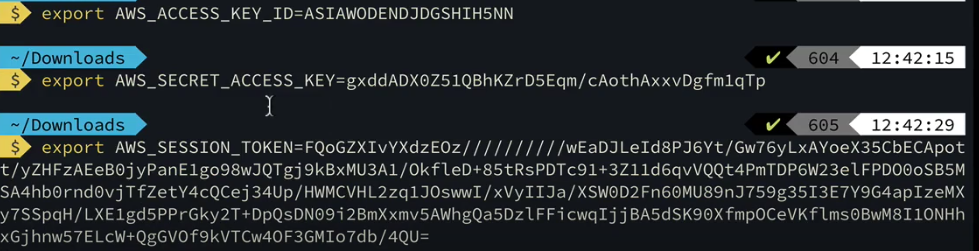 $ export AWS_ACCESS_KEY_ID=ASIAWODENDJDGSHIH5NN
~/Downloads ✔ 604 12:42:15
$ export AWS_SECRET_ACCESS_KEY=gxddADX0Z51QBhKZrD5Eqm/cAothAxxvDgfm1qTp
~/Downloads ✔ 605 12:42:29
$ export AWS_SESSION_TOKEN=FQoGZXIvYXdzEOz//////////wEaDJLeId8PJ6Yt/Gw76yLxAYoeX35CbECApot
t/yZHFzAEeB0jyPanE1go98wJQTgj9kBxMU3A1/OkfleD+85tRsPDTc91+3Z11d6qvVQQt4PmTDP6W23elFPDO0oSB5M
SA4hb0rnd0vjTfZetY4cQCej34Up/HWMCVHL2zq1JOswwI/xVyIIJa/XSW0D2Fn60MU89nJ759g35I3E7Y9G4apIzeMX
y7SSpqH/LXE1gd5PPrGky2T+DpQsDN09i2BmXxmv5AWhgQa5DzlFFicwqIjjBA5dSK90XfmpOCeVKflms0BwM8I1ONHh
xGjhnw57ELcW+QgGVOf9kVTCw4OF3GMIo7db/4QU=